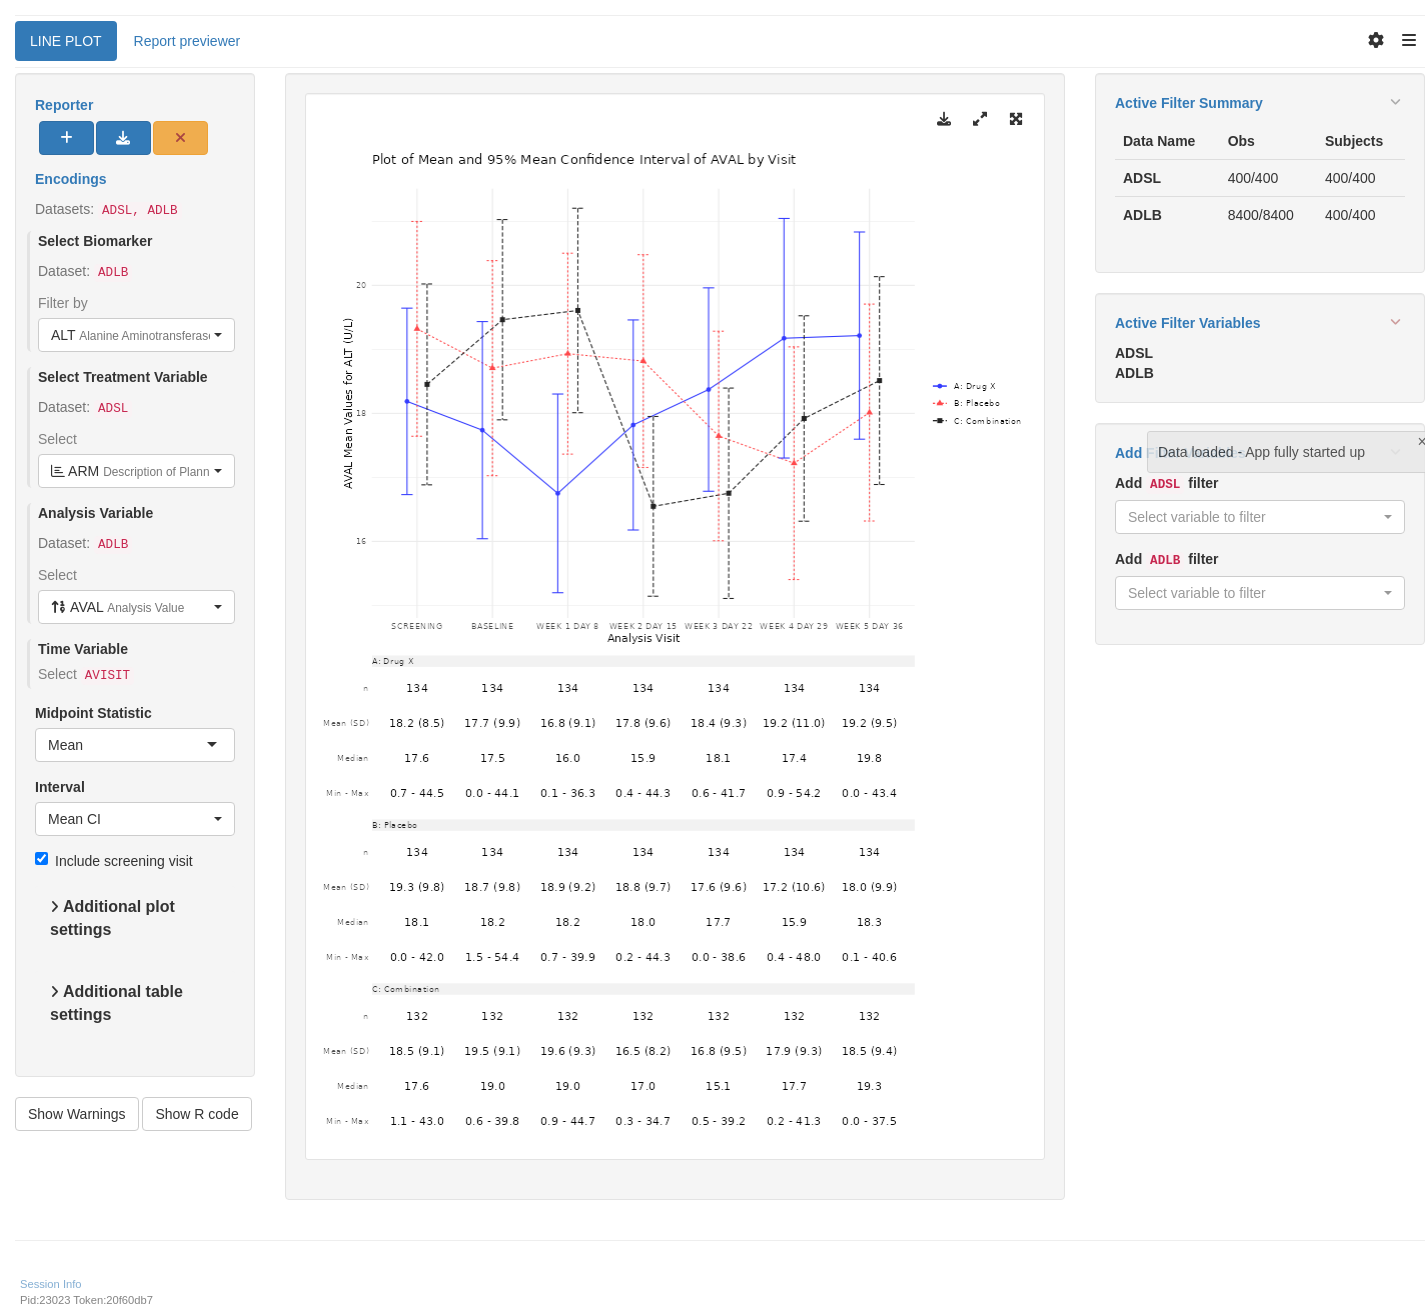 LINE PLOT
Report previewer
Reporter
Encodings
Datasets: ADSL, ADLB
Select Biomarker
Dataset: ADLB
Filter by
ALT Alanine Aminotransferas
Select Treatment Variable
Dataset: ADSL
Select
ARM Description of Plann
Analysis Variable
Dataset: ADLB
Select
AVAL Analysis Value
Time Variable
Select AVISIT
Midpoint Statistic
Mean
Interval
Mean CI
Include screening visit
Additional plot
settings
Additional table
settings
Show Warnings
Show R code
Plot of Mean and 95% Mean Confidence Interval of AVAL by Visit
AVAL Mean Values for ALT (U/L)
20
18
16
SCREENING BASELINE WEEK 1 DAY 8 WEEK 2 DAY 15 WEEK 3 DAY 22 WEEK 4 DAY 29 WEEK 5 DAY 36
Analysis Visit
A: Drug X
B: Placebo
C: Combination
A: Drug X
n 134 134 134 134 134 134 134
Mean (SD) 18.2 (8.5) 17.7 (9.9) 16.8 (9.1) 17.8 (9.6) 18.4 (9.3) 19.2 (11.0) 19.2 (9.5)
Median 17.6 17.5 16.0 15.9 18.1 17.4 19.8
Min - Max 0.7 - 44.5 0.0 - 44.1 0.1 - 36.3 0.4 - 44.3 0.6 - 41.7 0.9 - 54.2 0.0 - 43.4
B: Placebo
n 134 134 134 134 134 134 134
Mean (SD) 19.3 (9.8) 18.7 (9.8) 18.9 (9.2) 18.8 (9.7) 17.6 (9.6) 17.2 (10.6) 18.0 (9.9)
Median 18.1 18.2 18.2 18.0 17.7 15.9 18.3
Min - Max 0.0 - 42.0 1.5 - 54.4 0.7 - 39.9 0.2 - 44.3 0.0 - 38.6 0.4 - 48.0 0.1 - 40.6
C: Combination
n 132 132 132 132 132 132 132
Mean (SD) 18.5 (9.1) 19.5 (9.1) 19.6 (9.3) 16.5 (8.2) 16.8 (9.5) 17.9 (9.3) 18.5 (9.4)
Median 17.6 19.0 19.0 17.0 15.1 17.7 19.3
Min - Max 1.1 - 43.0 0.6 - 39.8 0.9 - 44.7 0.3 - 34.7 0.5 - 39.2 0.2 - 41.3 0.0 - 37.5
Active Filter Summary
Data Name Obs Subjects
ADSL 400/400 400/400
ADLB 8400/8400 400/400
Active Filter Variables
ADSL
ADLB
Add
Data loaded - App fully started up
×
Add ADSL filter
Select variable to filter
Add ADLB filter
Select variable to filter
Session Info
Pid:23023 Token:20f60db7